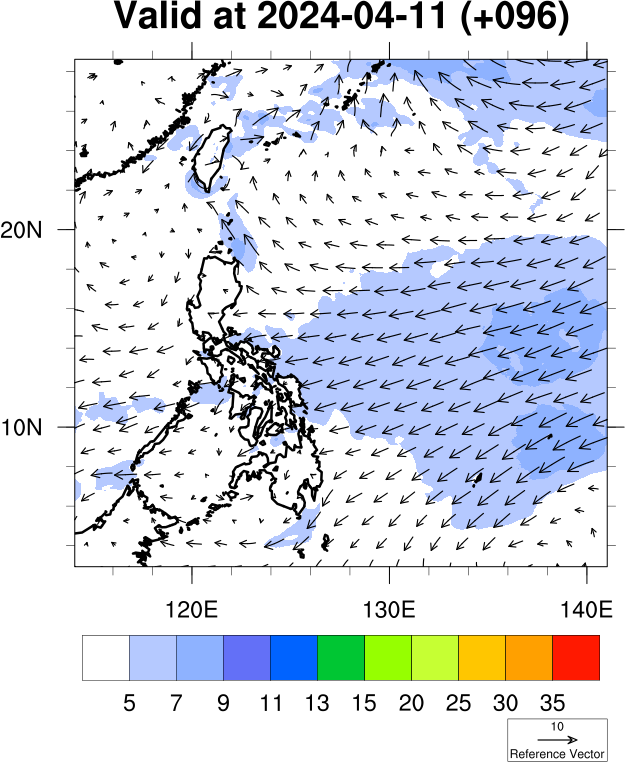 Valid at 2024-04-11 (+096)
20N
10N
120E 130E 140E
5 7 9 11 13 15 20 25 30 35
10
Reference Vector